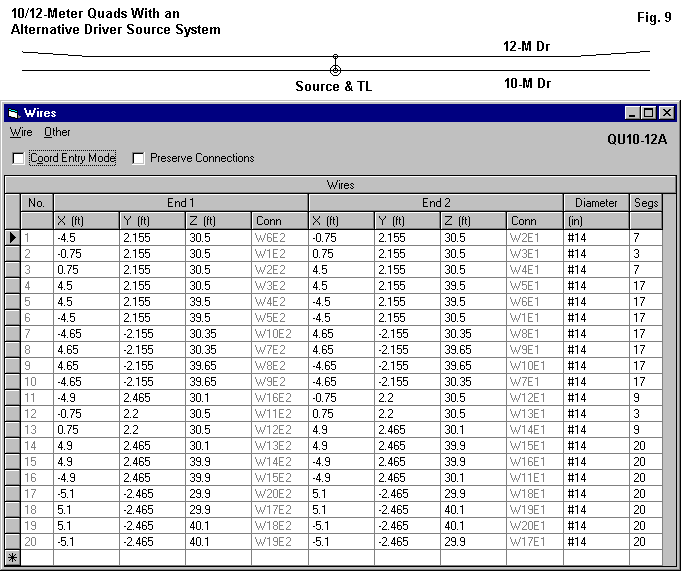 10/12-Meter Quads With an
Alternative Driver Source System
Fig. 9
12-M Dr
Source & TL
10-M Dr
Wires
Wire Other
QU10-12A
Coord Entry Mode Preserve Connections
Wires
No. End 1 End 2 Diameter Segs
X (ft) Y (ft) Z (ft) Conn X (ft) Y (ft) Z (ft) Conn (in)
1 -4.5 2.155 30.5 W6E2 -0.75 2.155 30.5 W2E1 #14 7
2 -0.75 2.155 30.5 W1E2 0.75 2.155 30.5 W3E1 #14 3
3 0.75 2.155 30.5 W2E2 4.5 2.155 30.5 W4E1 #14 7
4 4.5 2.155 30.5 W3E2 4.5 2.155 39.5 W5E1 #14 17
5 4.5 2.155 39.5 W4E2 -4.5 2.155 39.5 W6E1 #14 17
6 -4.5 2.155 39.5 W5E2 -4.5 2.155 30.5 W1E1 #14 17
7 -4.65 -2.155 30.35 W10E2 4.65 -2.155 30.35 W8E1 #14 17
8 4.65 -2.155 30.35 W7E2 4.65 -2.155 39.65 W9E1 #14 17
9 4.65 -2.155 39.65 W8E2 -4.65 -2.155 39.65 W10E1 #14 17
10 -4.65 -2.155 39.65 W9E2 -4.65 -2.155 30.35 W7E1 #14 17
11 -4.9 2.465 30.1 W16E2 -0.75 2.2 30.5 W12E1 #14 9
12 -0.75 2.2 30.5 W11E2 0.75 2.2 30.5 W13E1 #14 3
13 0.75 2.2 30.5 W12E2 4.9 2.465 30.1 W14E1 #14 9
14 4.9 2.465 30.1 W13E2 4.9 2.465 39.9 W15E1 #14 20
15 4.9 2.465 39.9 W14E2 -4.9 2.465 39.9 W16E1 #14 20
16 -4.9 2.465 39.9 W15E2 -4.9 2.465 30.1 W11E1 #14 20
17 -5.1 -2.465 29.9 W20E2 5.1 -2.465 29.9 W18E1 #14 20
18 5.1 -2.465 29.9 W17E2 5.1 -2.465 40.1 W19E1 #14 20
19 5.1 -2.465 40.1 W18E2 -5.1 -2.465 40.1 W20E1 #14 20
20 -5.1 -2.465 40.1 W19E2 -5.1 -2.465 29.9 W17E1 #14 20